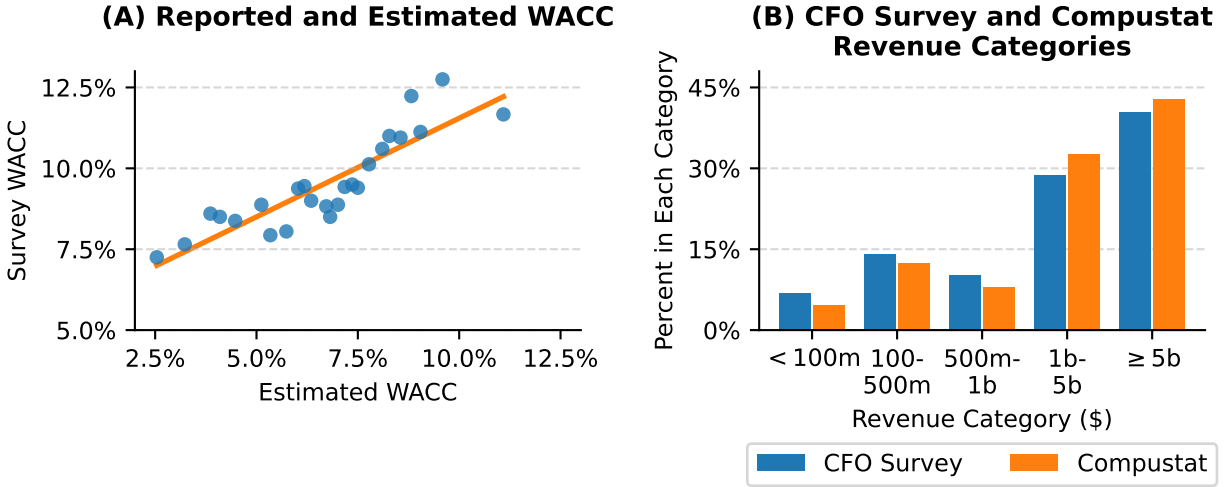 (A) Reported and Estimated WACC
12.5%
10.0%
7.5%
5.0%
Survey WACC
2.5%
5.0%
7.5%
10.0%
12.5%
Estimated WACC
(B) CFO Survey and Compustat
Revenue Categories
45%
30%
15%
0%
Percent in Each Category
< 100m
100-
500m
500m-
1b
1b-
5b
≥ 5b
Revenue Category ($)
CFO Survey
Compustat